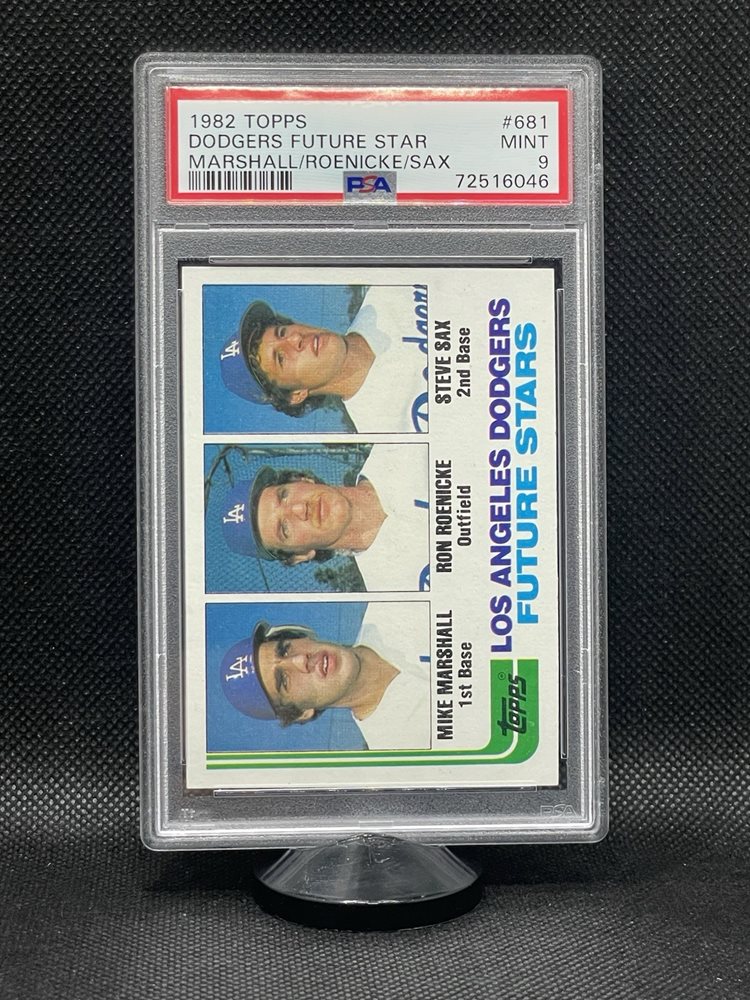 1982 TOPPS #681
DODGERS FUTURE STAR MINT
MARSHALL/ROENICKE/SAX 9
PSA 72516046
LA
LA
LA
Dodgers
MIKE MARSHALL
1st Base
RON ROENICKE
Outfield
STEVE SAX
2nd Base
TOPPS®
LOS ANGELES DODGERS
FUTURE STARS
PSA